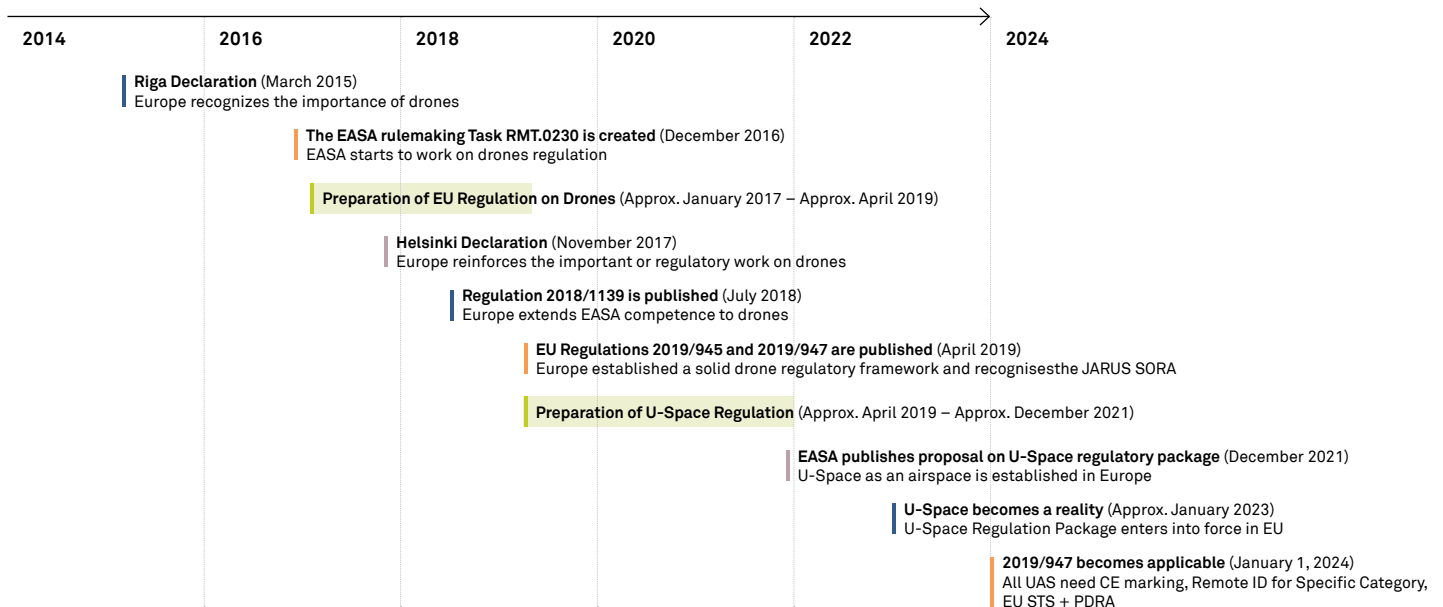 2014 2016 2018 2020 2022 2024
Riga Declaration (March 2015)
Europe recognizes the importance of drones
The EASA rulemaking Task RMT.0230 is created (December 2016)
EASA starts to work on drones regulation
Preparation of EU Regulation on Drones (Approx. January 2017 – Approx. April 2019)
Helsinki Declaration (November 2017)
Europe reinforces the important or regulatory work on drones
Regulation 2018/1139 is published (July 2018)
Europe extends EASA competence to drones
EU Regulations 2019/945 and 2019/947 are published (April 2019)
Europe established a solid drone regulatory framework and recognisesthe JARUS SORA
Preparation of U-Space Regulation (Approx. April 2019 – Approx. December 2021)
EASA publishes proposal on U-Space regulatory package (December 2021)
U-Space as an airspace is established in Europe
U-Space becomes a reality (Approx. January 2023)
U-Space Regulation Package enters into force in EU
2019/947 becomes applicable (January 1, 2024)
All UAS need CE marking, Remote ID for Specific Category,
EU STS + PDRA